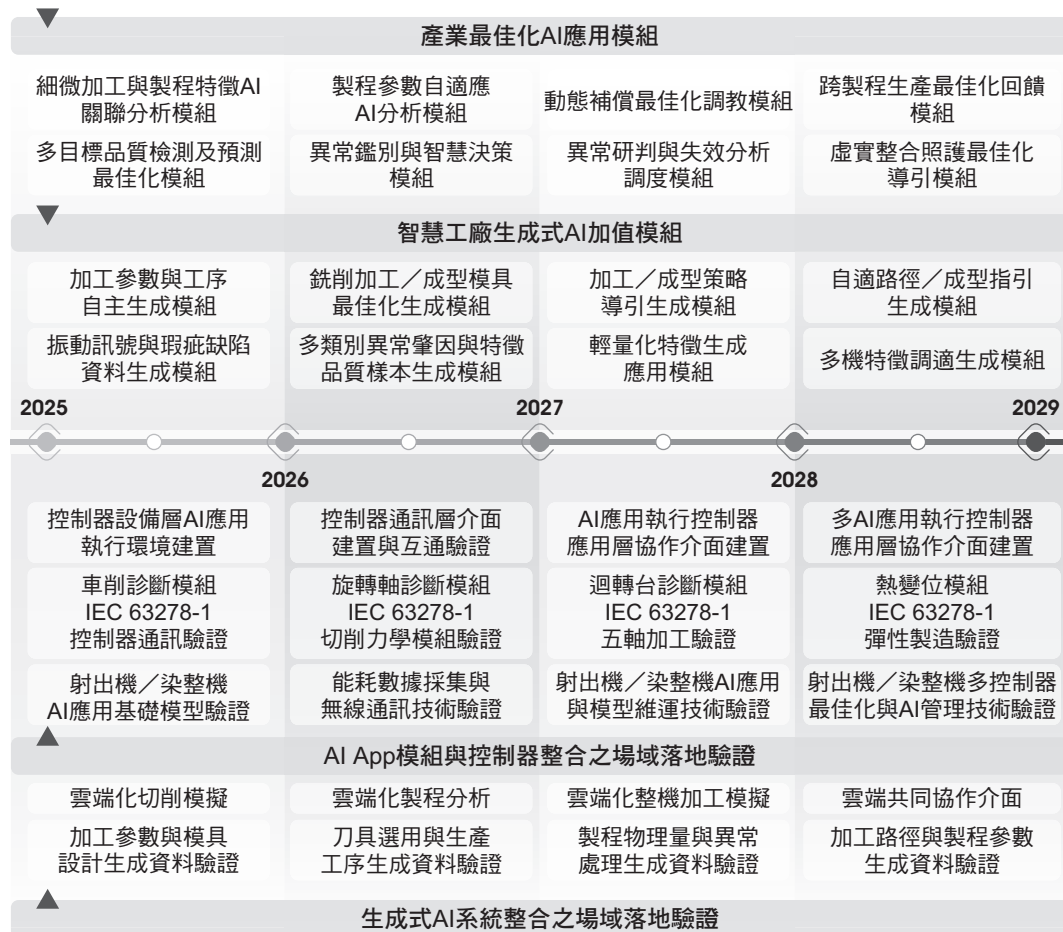 產業最佳化AI應用模組
細微加工與製程特徵AI
關聯分析模組
製程參數自適應
AI分析模組
動態補償最佳化調教模組
跨製程生產最佳化回饋
模組
多目標品質檢測及預測
最佳化模組
異常鑑別與智慧決策
模組
異常研判與失效分析
調度模組
虛實整合照護最佳化
導引模組
智慧工廠生成式AI加值模組
加工參數與工序
自主生成模組
銑削加工／成型模具
最佳化生成模組
加工／成型策略
導引生成模組
自適路徑／成型指引
生成模組
振動訊號與瑕疵缺陷
資料生成模組
多類別異常肇因與特徵
品質樣本生成模組
輕量化特徵生成
應用模組
多機特徵調適生成模組
2025
2027
2029
2026
2028
控制器設備層AI應用
執行環境建置
控制器通訊層介面
建置與互通驗證
AI應用執行控制器
應用層協作介面建置
多AI應用執行控制器
應用層協作介面建置
車削診斷模組
IEC 63278-1
控制器通訊驗證
旋轉軸診斷模組
IEC 63278-1
切削力學模組驗證
迴轉台診斷模組
IEC 63278-1
五軸加工驗證
熱變位模組
IEC 63278-1
彈性製造驗證
射出機／染整機
AI應用基礎模型驗證
能耗數據採集與
無線通訊技術驗證
射出機／染整機AI應用
與模型維運技術驗證
射出機／染整機多控制器
最佳化與AI管理技術驗證
AI App模組與控制器整合之場域落地驗證
雲端化切削模擬
雲端化製程分析
雲端化整機加工模擬
雲端共同協作介面
加工參數與模具
設計生成資料驗證
刀具選用與生產
工序生成資料驗證
製程物理量與異常
處理生成資料驗證
加工路徑與製程參數
生成資料驗證
生成式AI系統整合之場域落地驗證